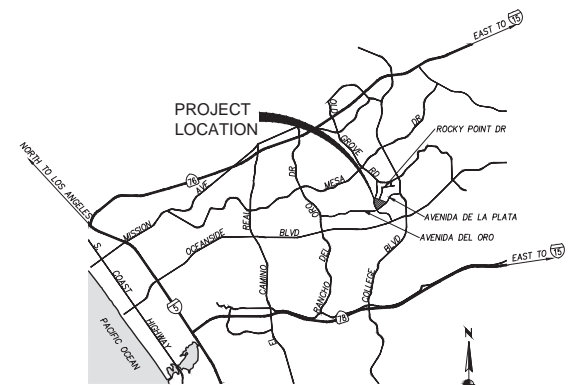 EAST TO 15
PROJECT
LOCATION
OLD
GROVE
RD
DR
ROCKY POINT DR
NORTH TO LOS ANGELES
76
MISSION
AVE
MESA
DR
REAL
ORO
AVENIDA DE LA PLATA
AVENIDA DEL ORO
OCEANSIDE
BLVD
DEL
BLVD
EAST TO 15
S.
COAST
HIGHWAY
5
CAMINO
RANCHO
COLLEGE
78
PACIFIC OCEAN
N